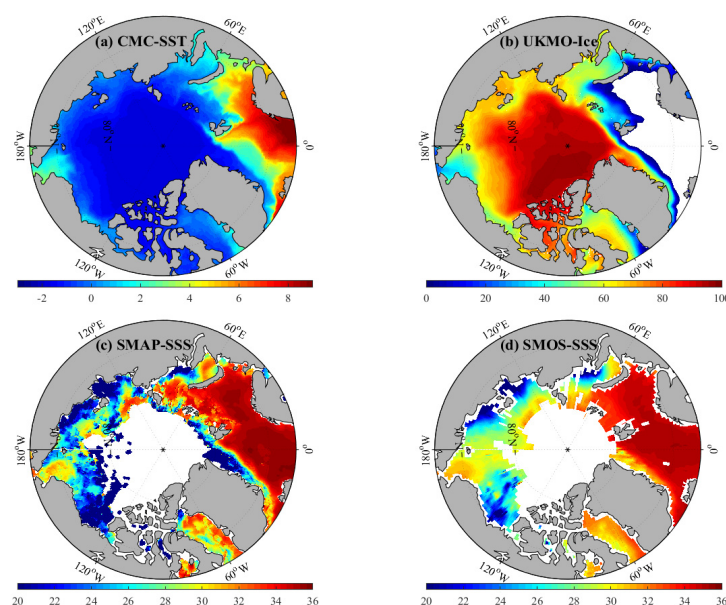 60°E
120°E
(a) CMC-SST
180°W
80°N
0°
120°W
60°W
-2 0 2 4 6 8
60°E
120°E
(b) UKMO-Ice
180°W
80°N
0°
120°W
60°W
0 20 40 60 80 100
60°E
120°E
(c) SMAP-SSS
180°W
80°N
0°
120°W
60°W
20 22 24 26 28 30 32 34 36
60°E
120°E
(d) SMOS-SSS
180°W
80°N
0°
120°W
60°W
20 22 24 26 28 30 32 34 36